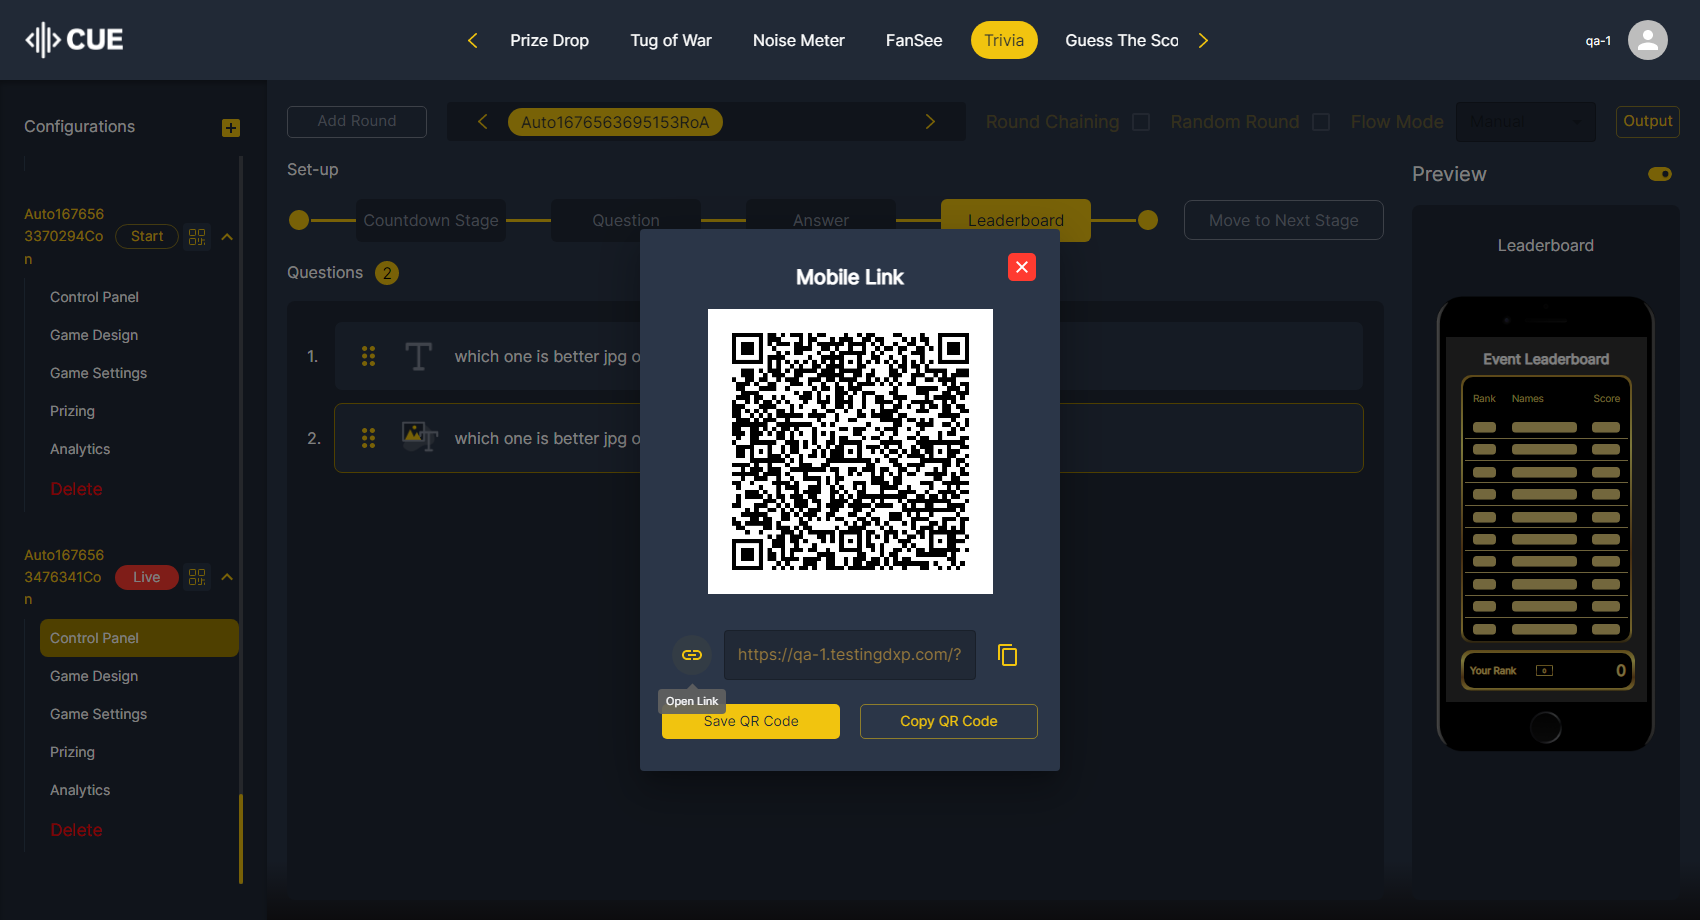 CUE
Prize Drop
Tug of War
Noise Meter
FanSee
Trivia
Guess The Sco
qa-1
Configurations
Auto167656
3370294Co
n
Start
Control Panel
Game Design
Game Settings
Prizing
Analytics
Delete
Auto167656
3476341Co
n
Live
Control Panel
Game Design
Game Settings
Prizing
Analytics
Delete
Add Round
Auto1676563695153RoA
Round Chaining
Random Round
Flow Mode
Manual
Output
Set-up
Countdown Stage
Question
Answer
Leaderboard
Move to Next Stage
Questions 2
1. which one is better jpg o
2. which one is better jpg o
Mobile Link
https://qa-1.testingdxp.com/?
Open Link
Save QR Code
Copy QR Code
Preview
Leaderboard
Event Leaderboard
Rank Names Score
Your Rank 0 0